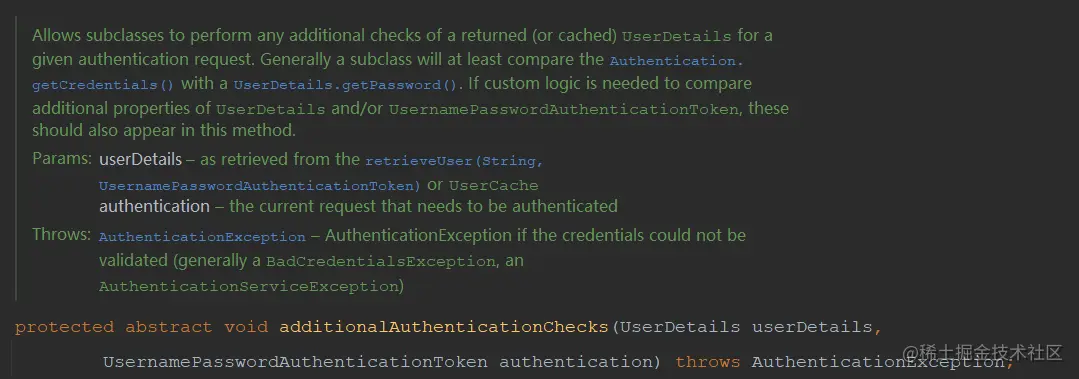 Allows subclasses to perform any additional checks of a returned (or cached) UserDetails for a
given authentication request. Generally a subclass will at least compare the Authentication.
getCredentials() with a UserDetails.getPassword(). If custom logic is needed to compare
additional properties of UserDetails and/or UsernamePasswordAuthenticationToken, these
should also appear in this method.
Params: userDetails – as retrieved from the retrieveUser(String,
UsernamePasswordAuthenticationToken) or UserCache
authentication – the current request that needs to be authenticated
Throws: AuthenticationException – AuthenticationException if the credentials could not be
validated (generally a BadCredentialsException, an
AuthenticationServiceException)
protected abstract void additionalAuthenticationChecks(UserDetails userDetails,
UsernamePasswordAuthenticationToken authentication) throws AuthenticationException;
@稀土掘金技术社区